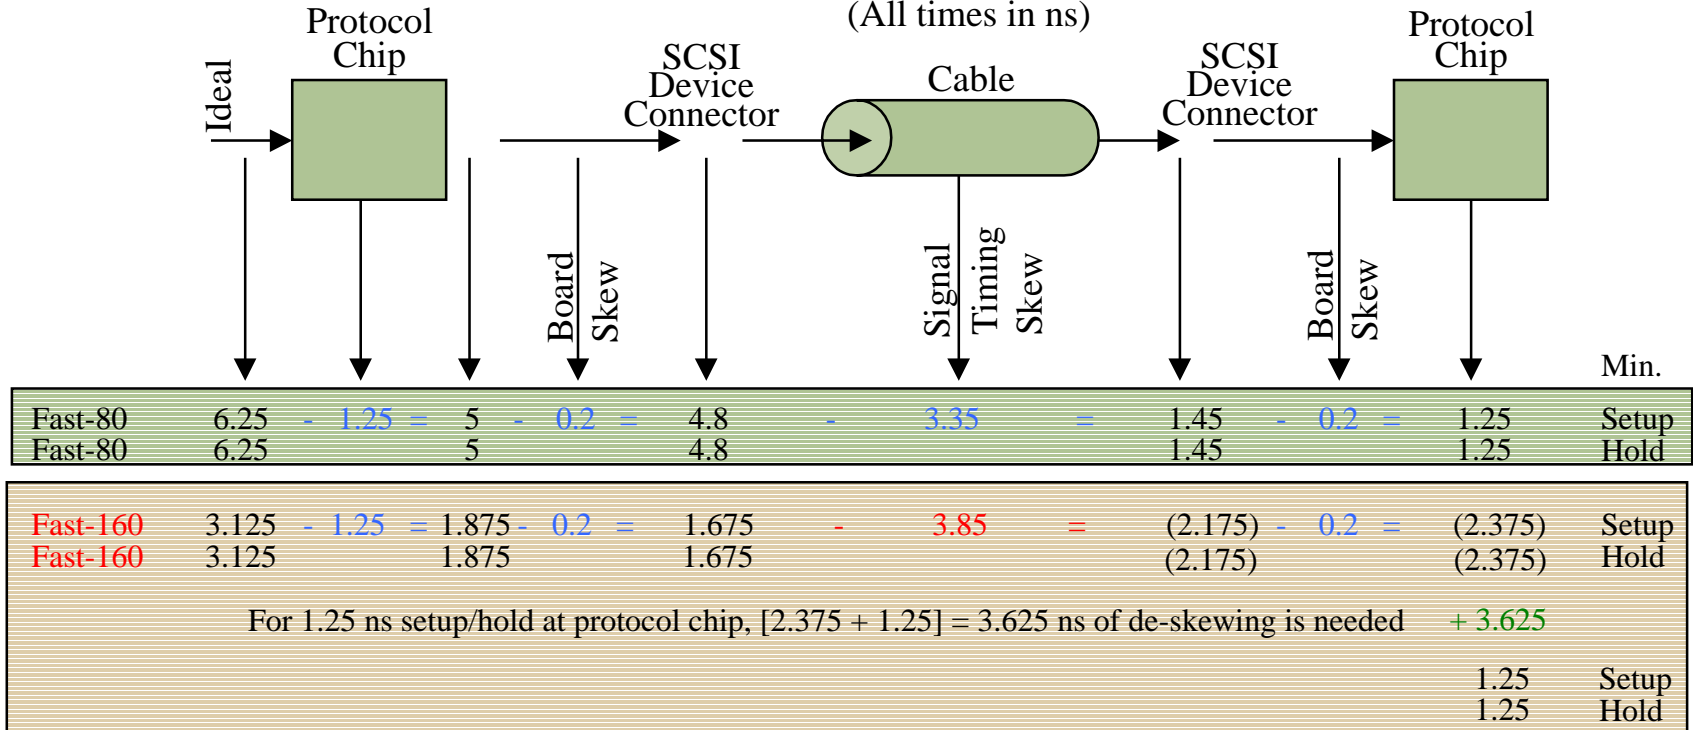 (All times in ns)
Protocol
Chip
SCSI
Device
Connector
Cable
SCSI
Device
Connector
Protocol
Chip
Ideal
Board
Skew
Signal
Timing
Skew
Board
Skew
Min.
Fast-80 6.25 - 1.25 = 5 - 0.2 = 4.8 - 3.35 = 1.45 - 0.2 = 1.25 Setup
Fast-80 6.25 5 4.8 1.45 1.25 Hold
Fast-160 3.125 - 1.25 = 1.875 - 0.2 = 1.675 - 3.85 = (2.175) - 0.2 = (2.375) Setup
Fast-160 3.125 1.875 1.675 (2.175) (2.375) Hold
For 1.25 ns setup/hold at protocol chip, [2.375 + 1.25] = 3.625 ns of de-skewing is needed + 3.625
1.25 Setup
1.25 Hold